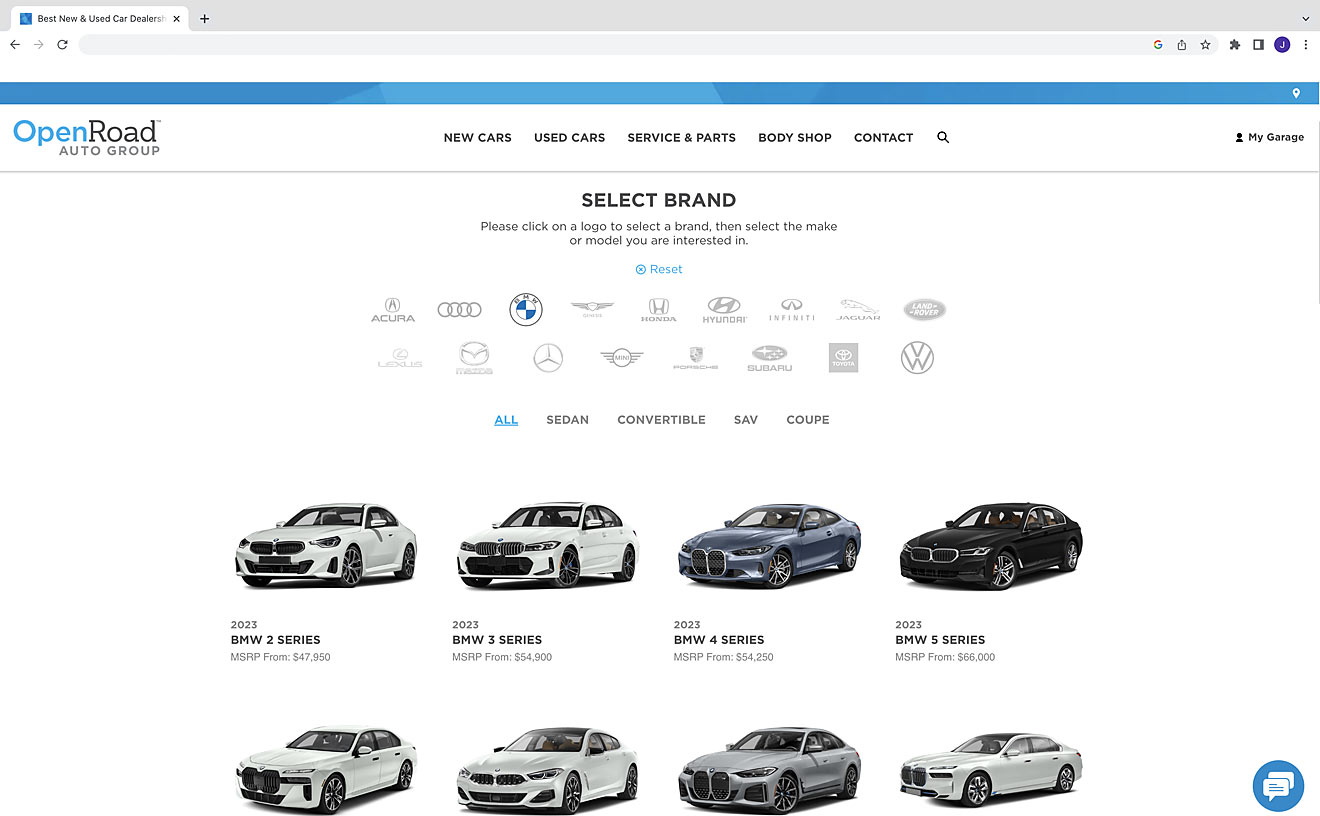 Best New & Used Car Dealersh
J
OpenRoad™
AUTO GROUP
NEW CARS
USED CARS
SERVICE & PARTS
BODY SHOP
CONTACT
My Garage
SELECT BRAND
Please click on a logo to select a brand, then select the make
or model you are interested in.
Reset
ACURA
BMW
GENESIS
HONDA
HYUNDAI
INFINITI
JAGUAR
LAND ROVER
LEXUS
mazda
MINI
PORSCHE
SUBARU
TOYOTA
ALL
SEDAN
CONVERTIBLE
SAV
COUPE
2023
BMW 2 SERIES
MSRP From: $47,950
2023
BMW 3 SERIES
MSRP From: $54,900
2023
BMW 4 SERIES
MSRP From: $54,250
2023
BMW 5 SERIES
MSRP From: $66,000